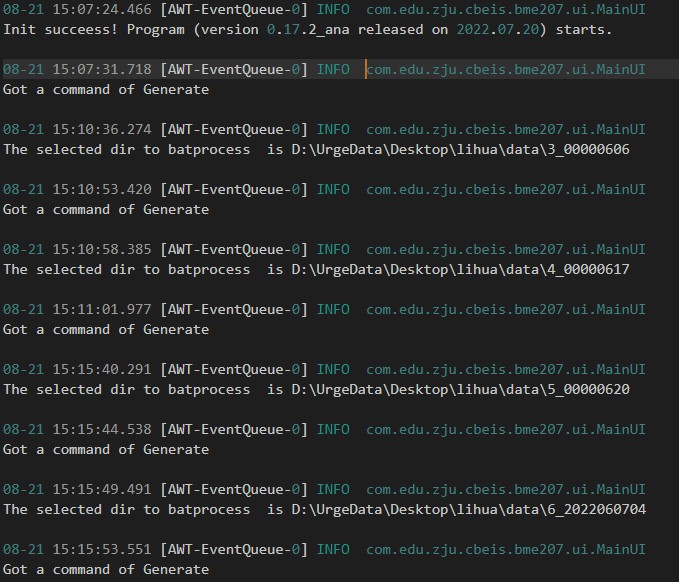 08-21 15:07:24.466 [AWT-EventQueue-0] INFO  com.edu.zju.cbeis.bme207.ui.MainUI
Init succeess! Program (version 0.17.2_ana released on 2022.07.20) starts.
08-21 15:07:31.718 [AWT-EventQueue-0] INFO  com.edu.zju.cbeis.bme207.ui.MainUI
Got a command of Generate
08-21 15:10:36.274 [AWT-EventQueue-0] INFO  com.edu.zju.cbeis.bme207.ui.MainUI
The selected dir to batprocess  is D:\UrgeData\Desktop\lihua\data\3_00000606
08-21 15:10:53.420 [AWT-EventQueue-0] INFO  com.edu.zju.cbeis.bme207.ui.MainUI
Got a command of Generate
08-21 15:10:58.385 [AWT-EventQueue-0] INFO  com.edu.zju.cbeis.bme207.ui.MainUI
The selected dir to batprocess  is D:\UrgeData\Desktop\lihua\data\4_00000617
08-21 15:11:01.977 [AWT-EventQueue-0] INFO  com.edu.zju.cbeis.bme207.ui.MainUI
Got a command of Generate
08-21 15:15:40.291 [AWT-EventQueue-0] INFO  com.edu.zju.cbeis.bme207.ui.MainUI
The selected dir to batprocess  is D:\UrgeData\Desktop\lihua\data\5_00000620
08-21 15:15:44.538 [AWT-EventQueue-0] INFO  com.edu.zju.cbeis.bme207.ui.MainUI
Got a command of Generate
08-21 15:15:49.491 [AWT-EventQueue-0] INFO  com.edu.zju.cbeis.bme207.ui.MainUI
The selected dir to batprocess  is D:\UrgeData\Desktop\lihua\data\6_2022060704
08-21 15:15:53.551 [AWT-EventQueue-0] INFO  com.edu.zju.cbeis.bme207.ui.MainUI
Got a command of Generate